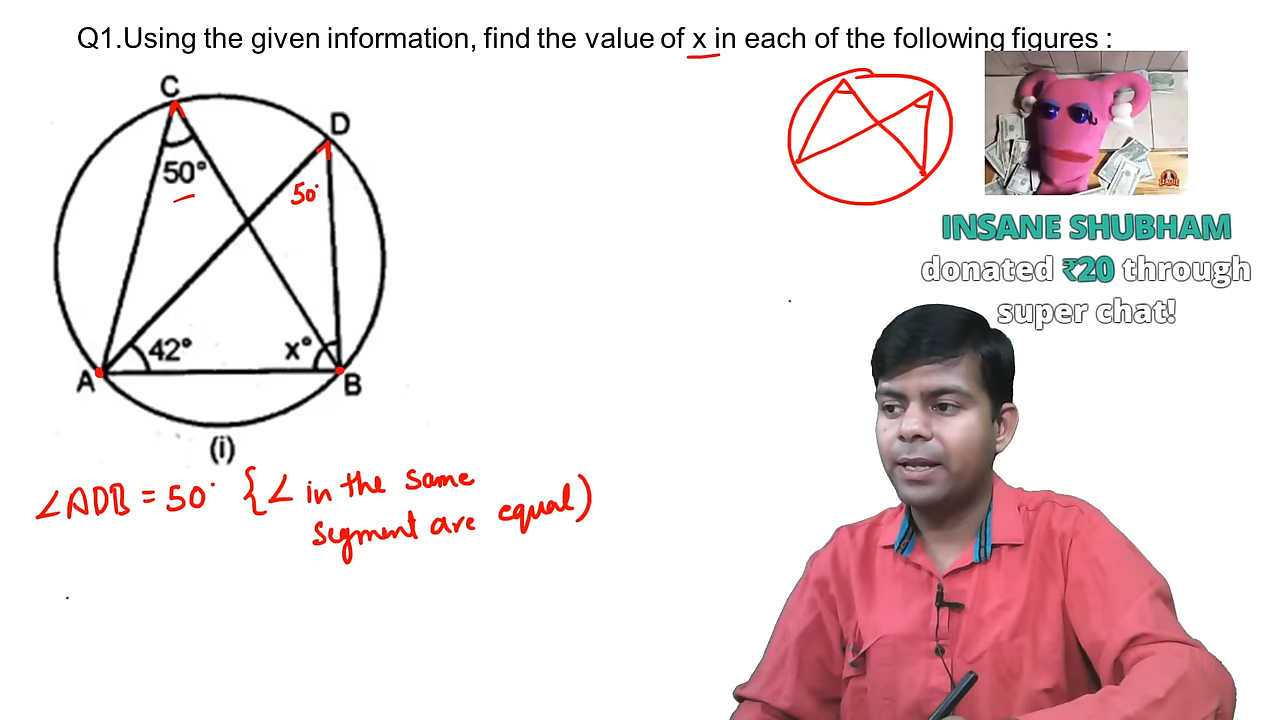 Q1.Using the given information, find the value of x in each of the following figures :
C
D
50°
50°
42°
x°
A
B
(i)
∠ADB = 50° {∠ in the same
segment are equal)
INSANE SHUBHAM
donated ₹20 through
super chat!